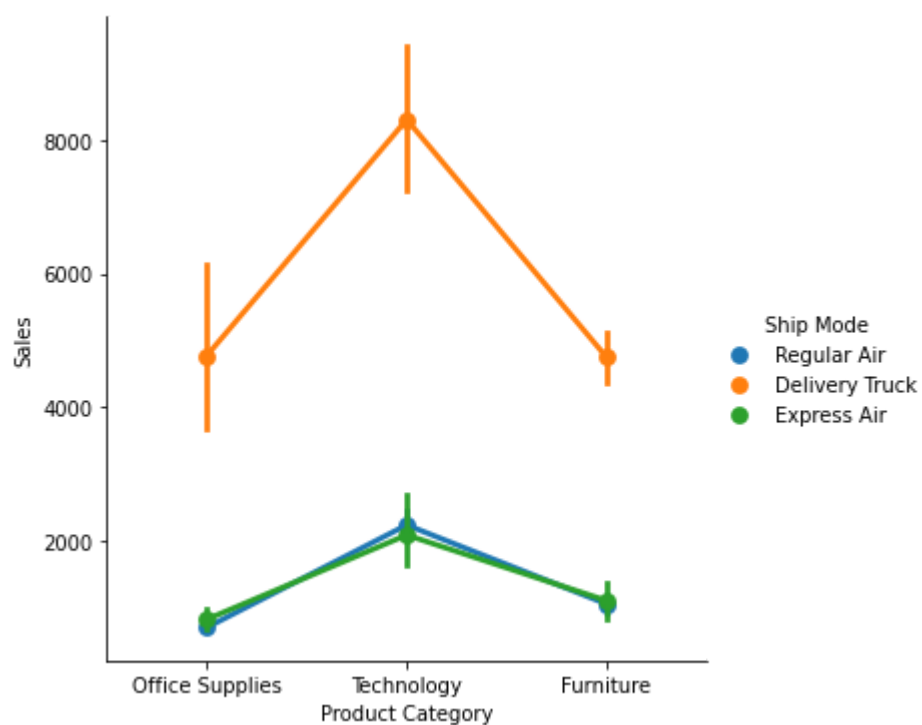 8000
6000
4000
2000
Sales
Office Supplies
Technology
Furniture
Product Category
Ship Mode
Regular Air
Delivery Truck
Express Air